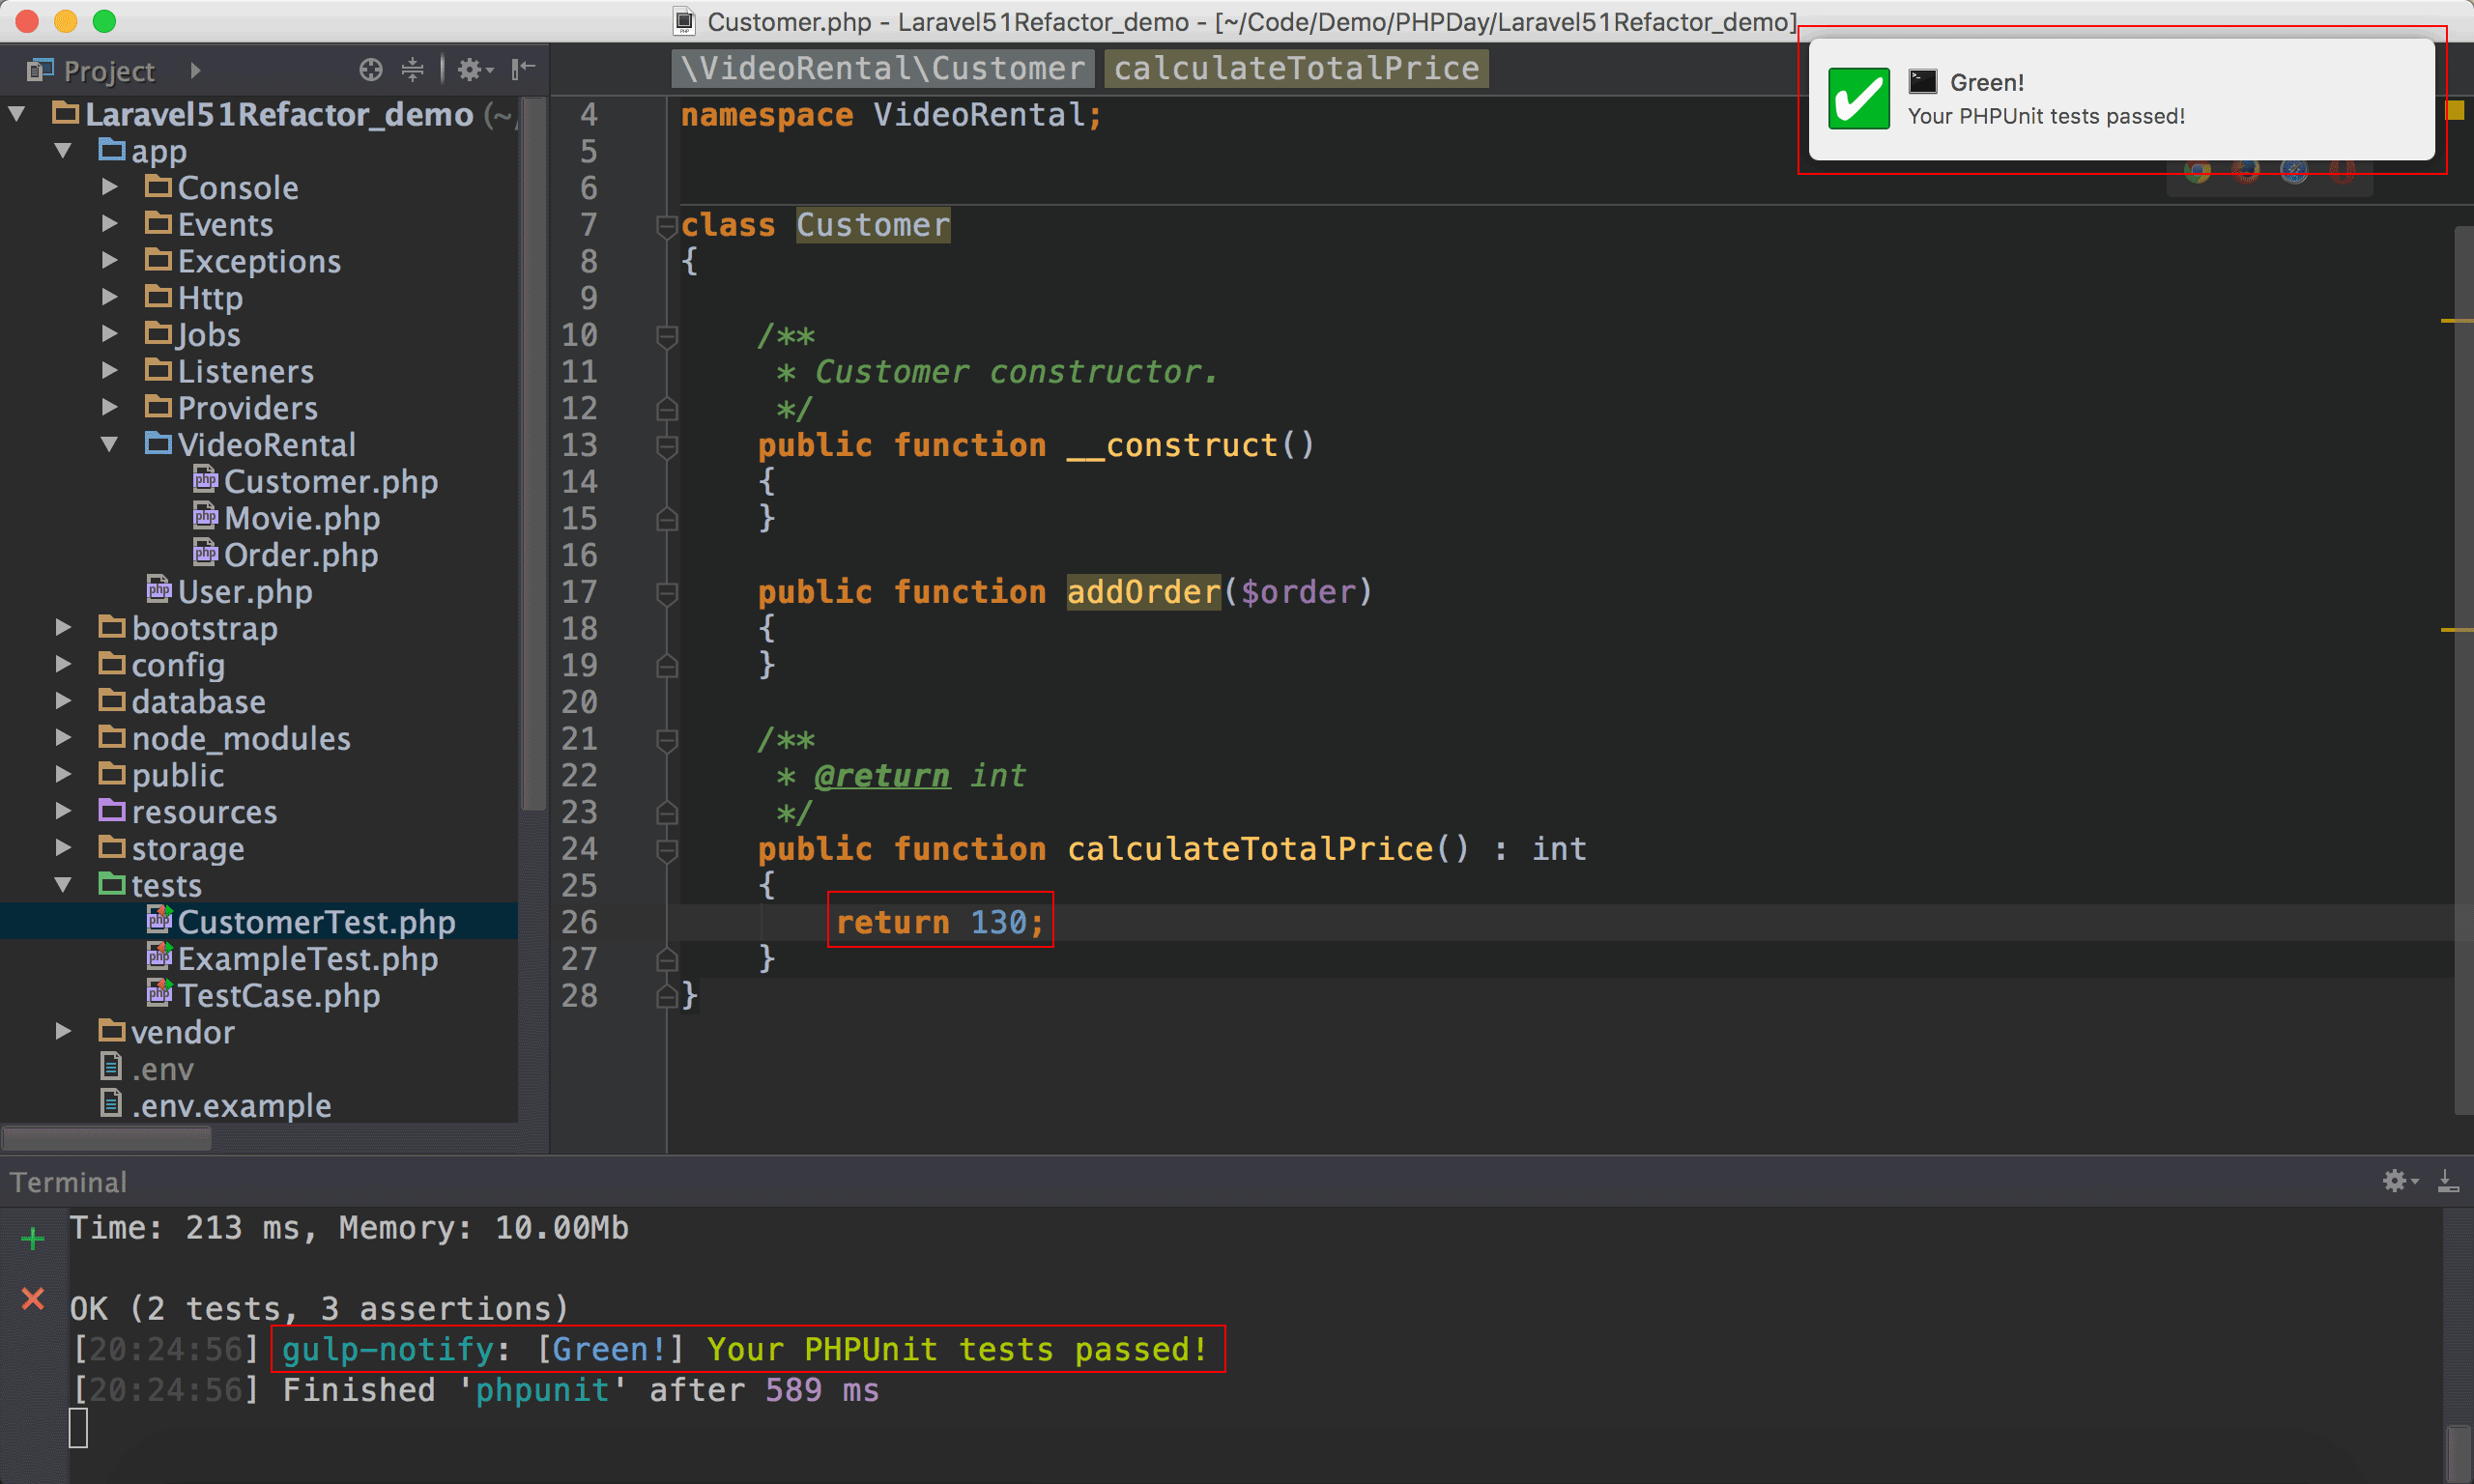 Customer.php - Laravel51Refactor_demo - [~/Code/Demo/PHPDay/Laravel51Refactor_demo]
Project
\VideoRental\Customer calculateTotalPrice
Green!
Your PHPUnit tests passed!
Laravel51Refactor_demo (~/
app
Console
Events
Exceptions
Http
Jobs
Listeners
Providers
VideoRental
Customer.php
Movie.php
Order.php
User.php
bootstrap
config
database
node_modules
public
resources
storage
tests
CustomerTest.php
ExampleTest.php
TestCase.php
vendor
.env
.env.example
4 namespace VideoRental;
5
6
7 class Customer
8 {
9
10 /**
11 * Customer constructor.
12 */
13 public function __construct()
14 {
15 }
16
17 public function addOrder($order)
18 {
19 }
20
21 /**
22 * @return int
23 */
24 public function calculateTotalPrice() : int
25 {
26 return 130;
27 }
28 }
Terminal
Time: 213 ms, Memory: 10.00Mb
OK (2 tests, 3 assertions)
[20:24:56] gulp-notify: [Green!] Your PHPUnit tests passed!
[20:24:56] Finished 'phpunit' after 589 ms